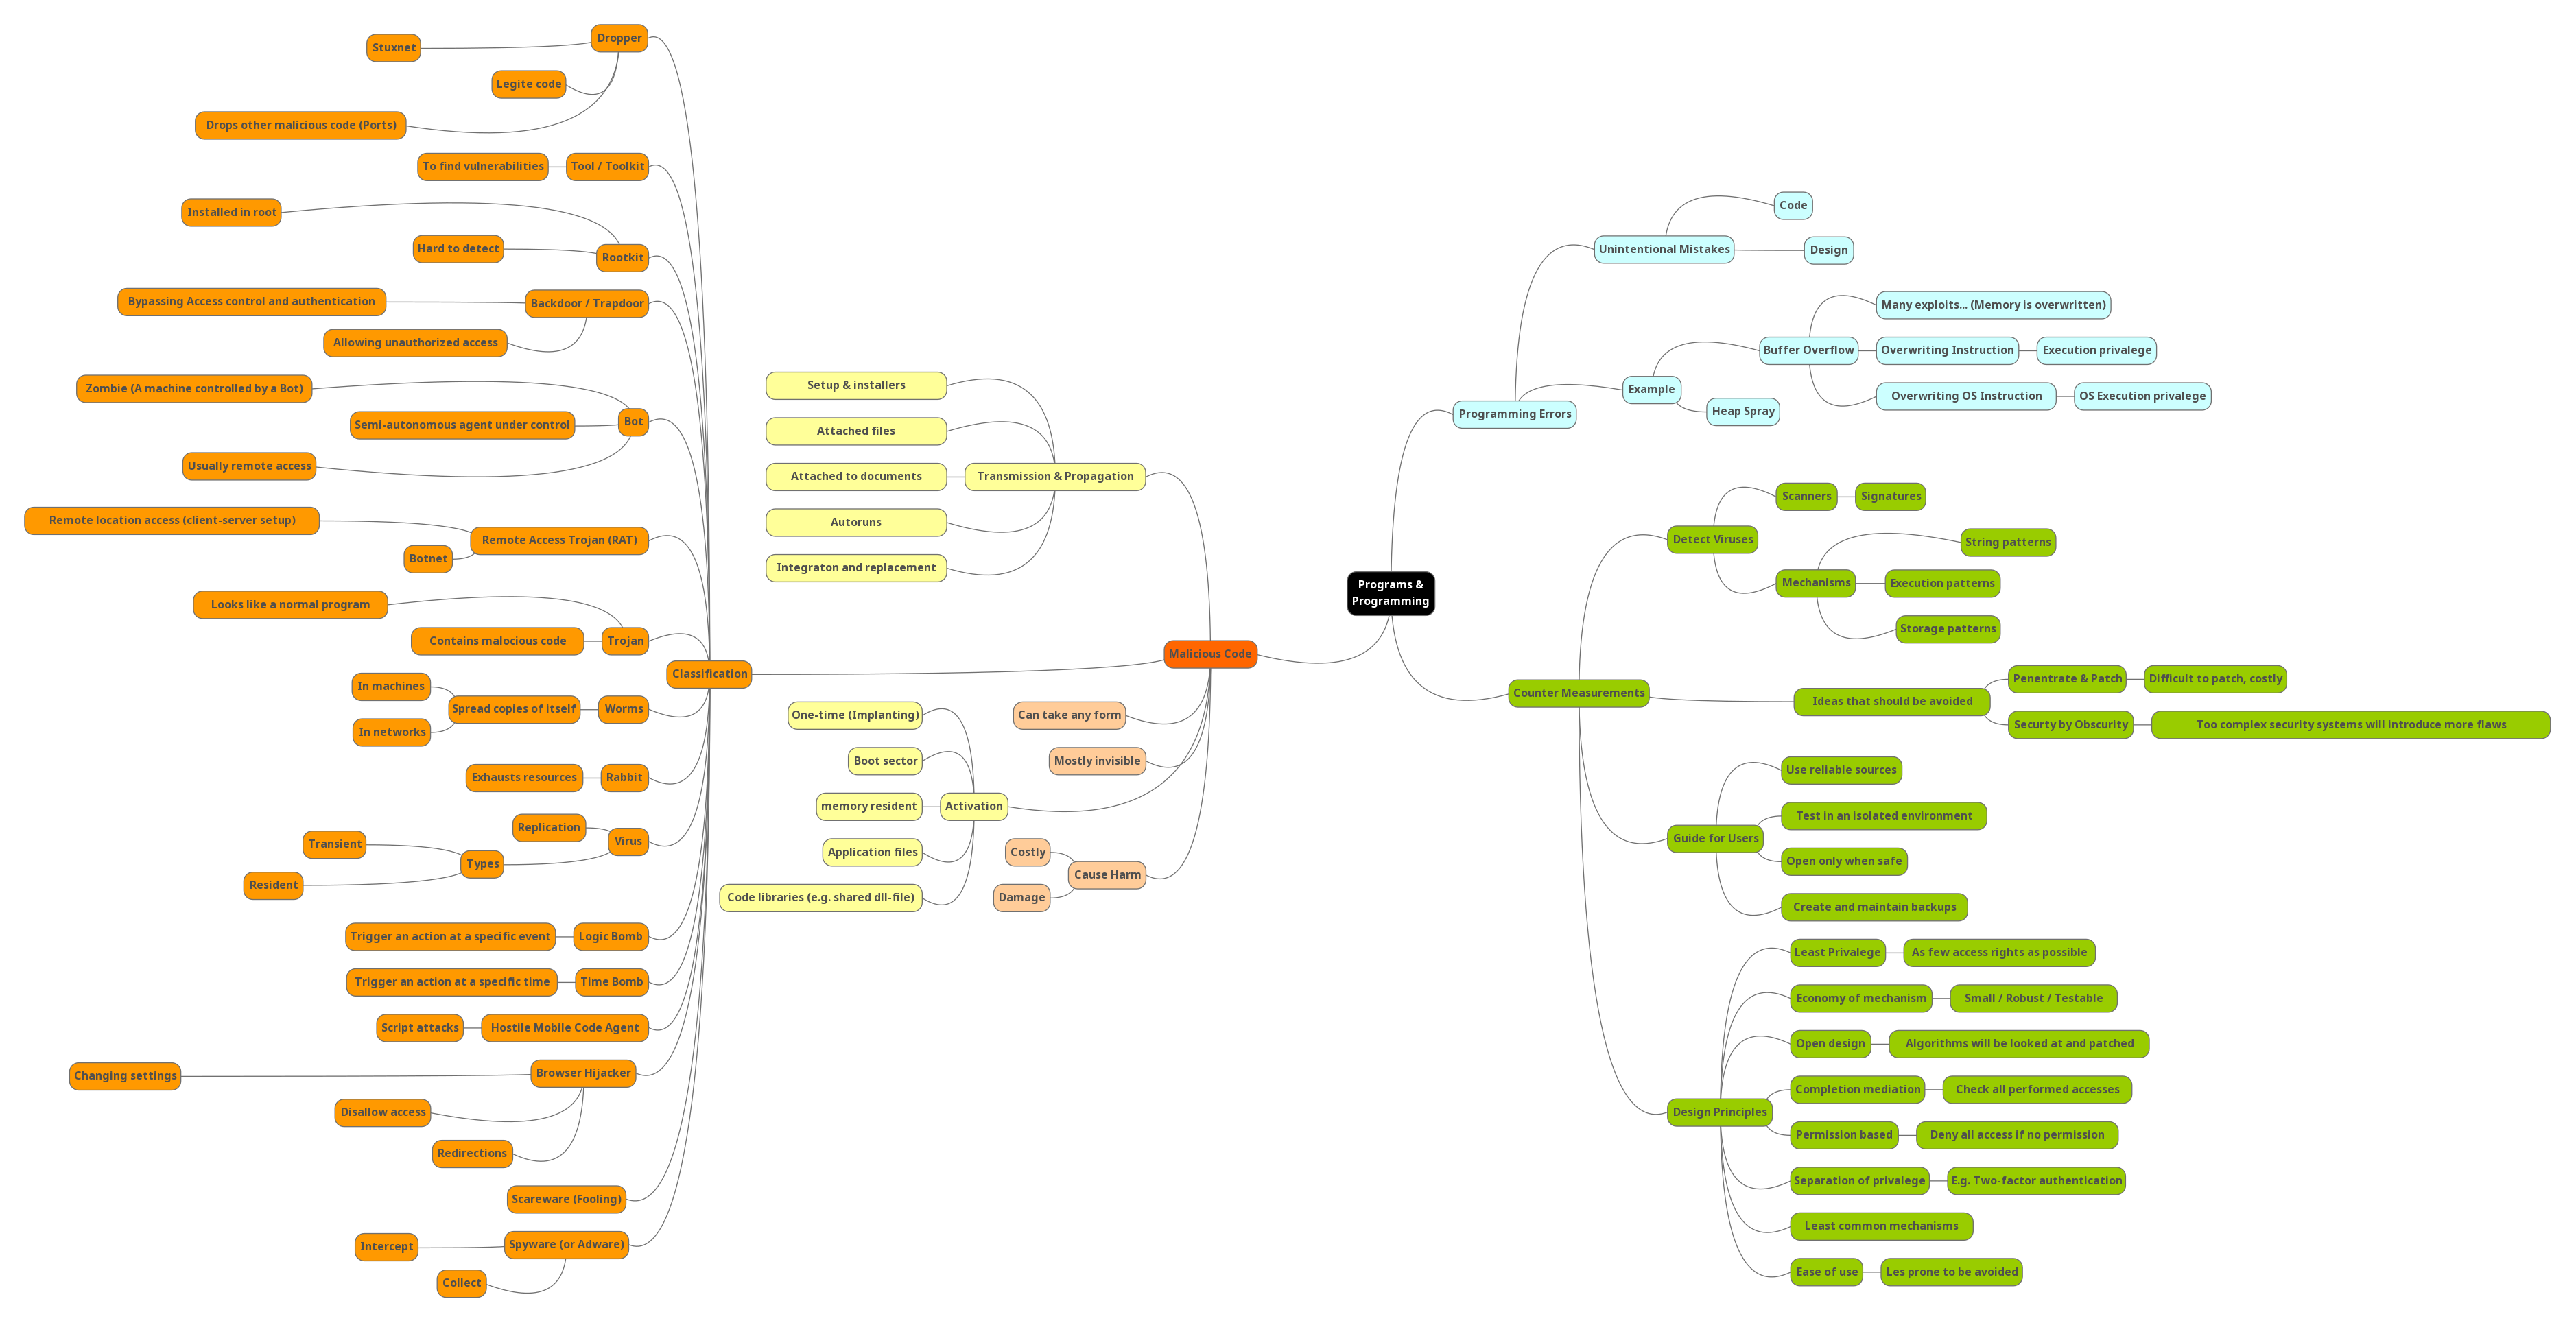 Dropper
Stuxnet
Legite code
Drops other malicious code (Ports)
Tool / Toolkit
To find vulnerabilities
Installed in root
Hard to detect
Rootkit
Bypassing Access control and authentication
Backdoor / Trapdoor
Allowing unauthorized access
Zombie (A machine controlled by a Bot)
Semi-autonomous agent under control
Bot
Usually remote access
Remote location access (client-server setup)
Remote Access Trojan (RAT)
Botnet
Looks like a normal program
Contains malocious code
Trojan
Classification
In machines
Spread copies of itself
Worms
In networks
Exhausts resources
Rabbit
Replication
Virus
Transient
Types
Resident
Trigger an action at a specific event
Logic Bomb
Trigger an action at a specific time
Time Bomb
Script attacks
Hostile Mobile Code Agent
Changing settings
Browser Hijacker
Disallow access
Redirections
Scareware (Fooling)
Intercept
Spyware (or Adware)
Collect
Setup & installers
Attached files
Attached to documents
Transmission & Propagation
Autoruns
Integraton and replacement
Malicious Code
One-time (Implanting)
Can take any form
Boot sector
Mostly invisible
memory resident
Activation
Application files
Costly
Cause Harm
Code libraries (e.g. shared dll-file)
Damage
Programs &
Programming
Code
Unintentional Mistakes
Design
Many exploits... (Memory is overwritten)
Buffer Overflow
Overwriting Instruction
Execution privalege
Example
Overwriting OS Instruction
OS Execution privalege
Programming Errors
Heap Spray
Scanners
Signatures
Detect Viruses
String patterns
Mechanisms
Execution patterns
Storage patterns
Counter Measurements
Penentrate & Patch
Difficult to patch, costly
Ideas that should be avoided
Securty by Obscurity
Too complex security systems will introduce more flaws
Use reliable sources
Test in an isolated environment
Guide for Users
Open only when safe
Create and maintain backups
Least Privalege
As few access rights as possible
Economy of mechanism
Small / Robust / Testable
Open design
Algorithms will be looked at and patched
Completion mediation
Check all performed accesses
Design Principles
Permission based
Deny all access if no permission
Separation of privalege
E.g. Two-factor authentication
Least common mechanisms
Ease of use
Les prone to be avoided